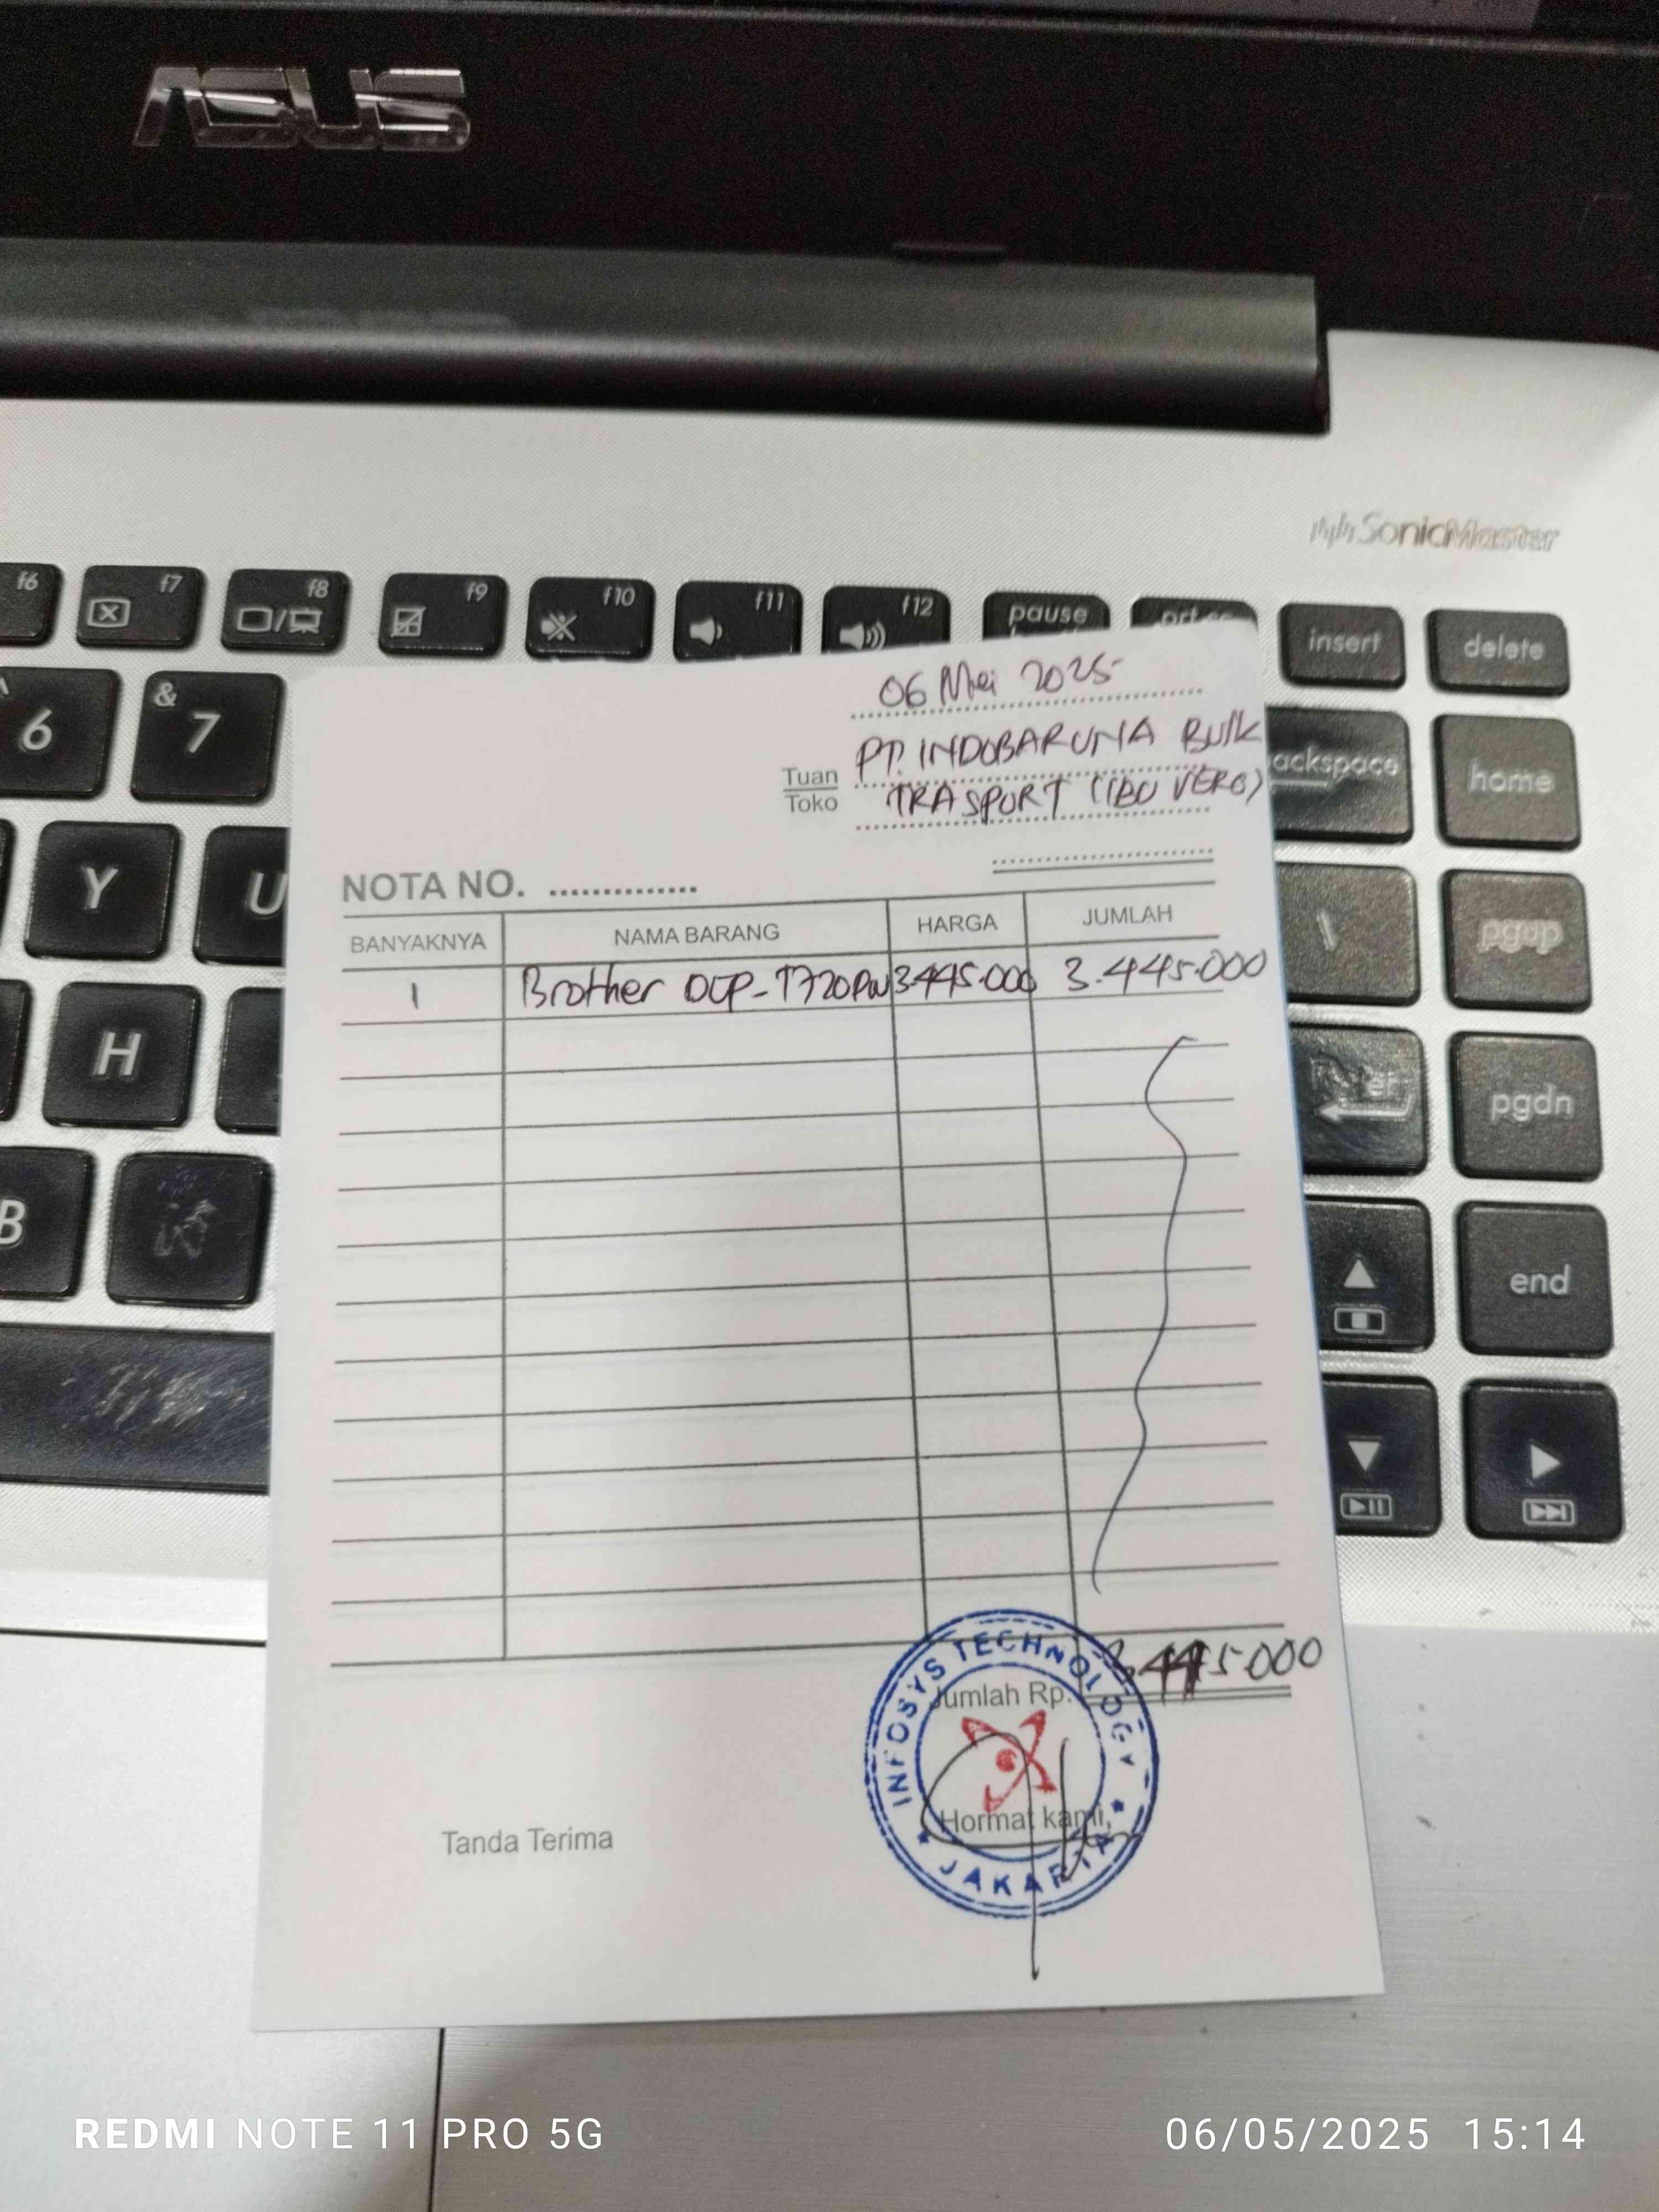 ASUS
SonicMaster
f6 f7 f8 f9 f10 f11 f12 pause insert delete
6 & 7 backspace home
Y U \ pgup
H pgdn
B end
06 Mei 2025
Tuan PT. INDOBARUNA Bulk
Toko TRASPORT (IBU VERO)
NOTA NO. ..............
BANYAKNYA NAMA BARANG HARGA JUMLAH
1 Brother DCP-T720DW 3.445.000 3.445.000
Jumlah Rp. 3.445.000
INFOSYS TECHNOLOGY
JAKARTA
Tanda Terima Hormat kami,
REDMI NOTE 11 PRO 5G 06/05/2025 15:14